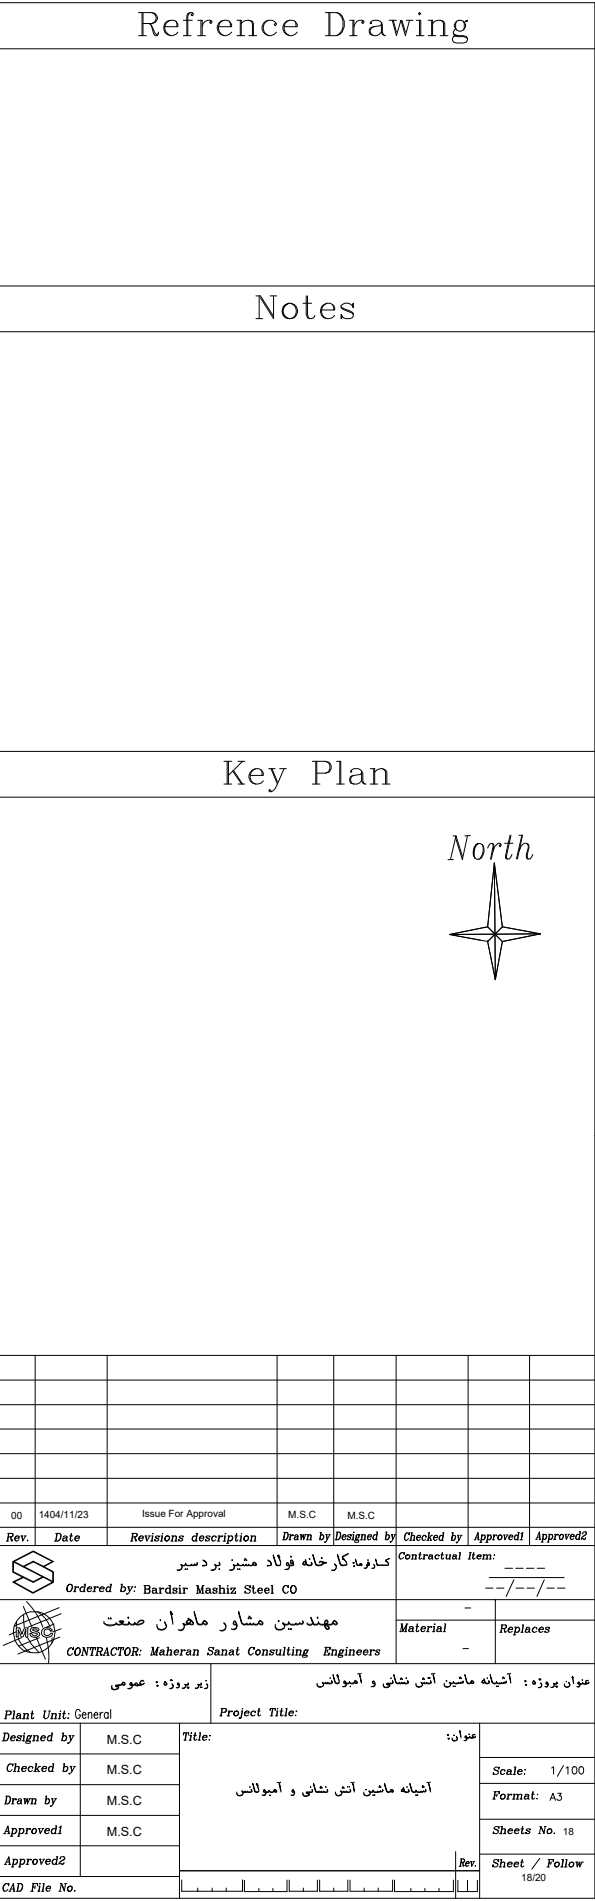 Refrence Drawing
Notes
Key Plan
North
00 1404/11/23 Issue For Approval M.S.C M.S.C
Rev. Date Revisions description Drawn by Designed by Checked by Approved1 Approved2
کارفرما: کارخانه فولاد مشیز بردسیر
Ordered by: Bardsir Mashiz Steel CO
Contractual Item:
----
--/--/--
MSC
مهندسین مشاور ماهران صنعت
CONTRACTOR: Maheran Sanat Consulting Engineers
-
Material
-
Replaces
زیر پروژه : عمومی
Plant Unit: General
عنوان پروژه : آشیانه ماشین آتش نشانی و آمبولانس
Project Title:
Designed by M.S.C
Checked by M.S.C
Drawn by M.S.C
Approved1 M.S.C
Approved2
CAD File No.
Title:
عنوان:
آشیانه ماشین آتش نشانی و آمبولانس
Rev.
Scale: 1/100
Format: A3
Sheets No. 18
Sheet / Follow
18/20